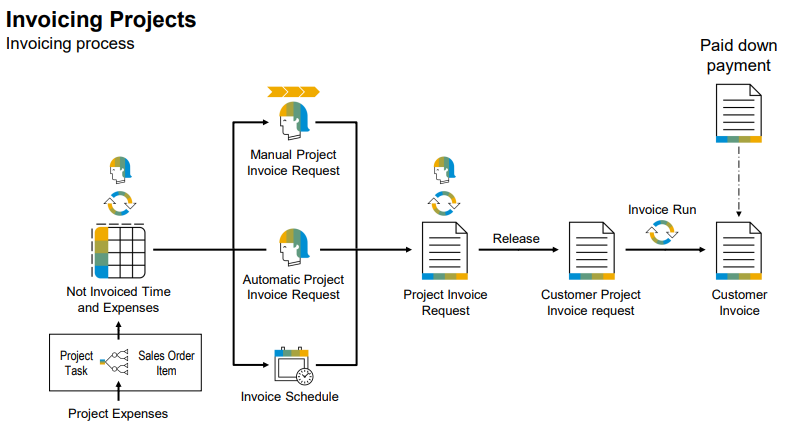 Invoicing Projects
Invoicing process
Paid down
payment
Manual Project
Invoice Request
Invoice Run
Release
Not Invoiced Time
and Expenses
Automatic Project
Invoice Request
Project Invoice
Request
Customer Project
Invoice request
Customer
Invoice
Project
Task
Sales Order
Item
Invoice Schedule
Project Expenses